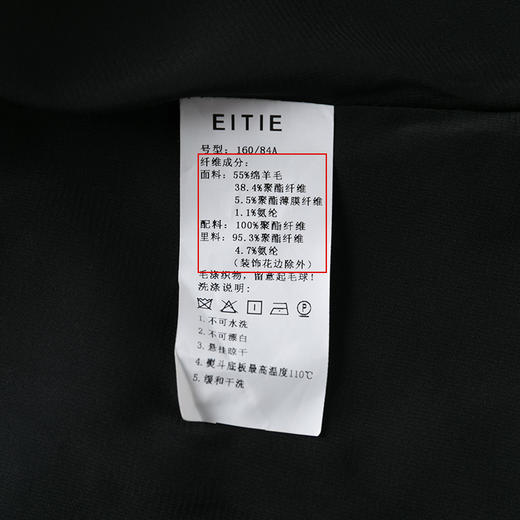 EITIE
号型: 160/84A
纤维成分:
面料: 55%绵羊毛
38.4%聚酯纤维
5.5%聚酯薄膜纤维
1.1%氨纶
配料: 100%聚酯纤维
里料: 95.3%聚酯纤维
4.7%氨纶
(装饰花边除外)
毛涤织物, 留意起毛球!
洗涤说明:
P
1.不可水洗
2.不可漂白
3.悬挂晾干
4.熨斗底板最高温度110℃
5.缓和干洗